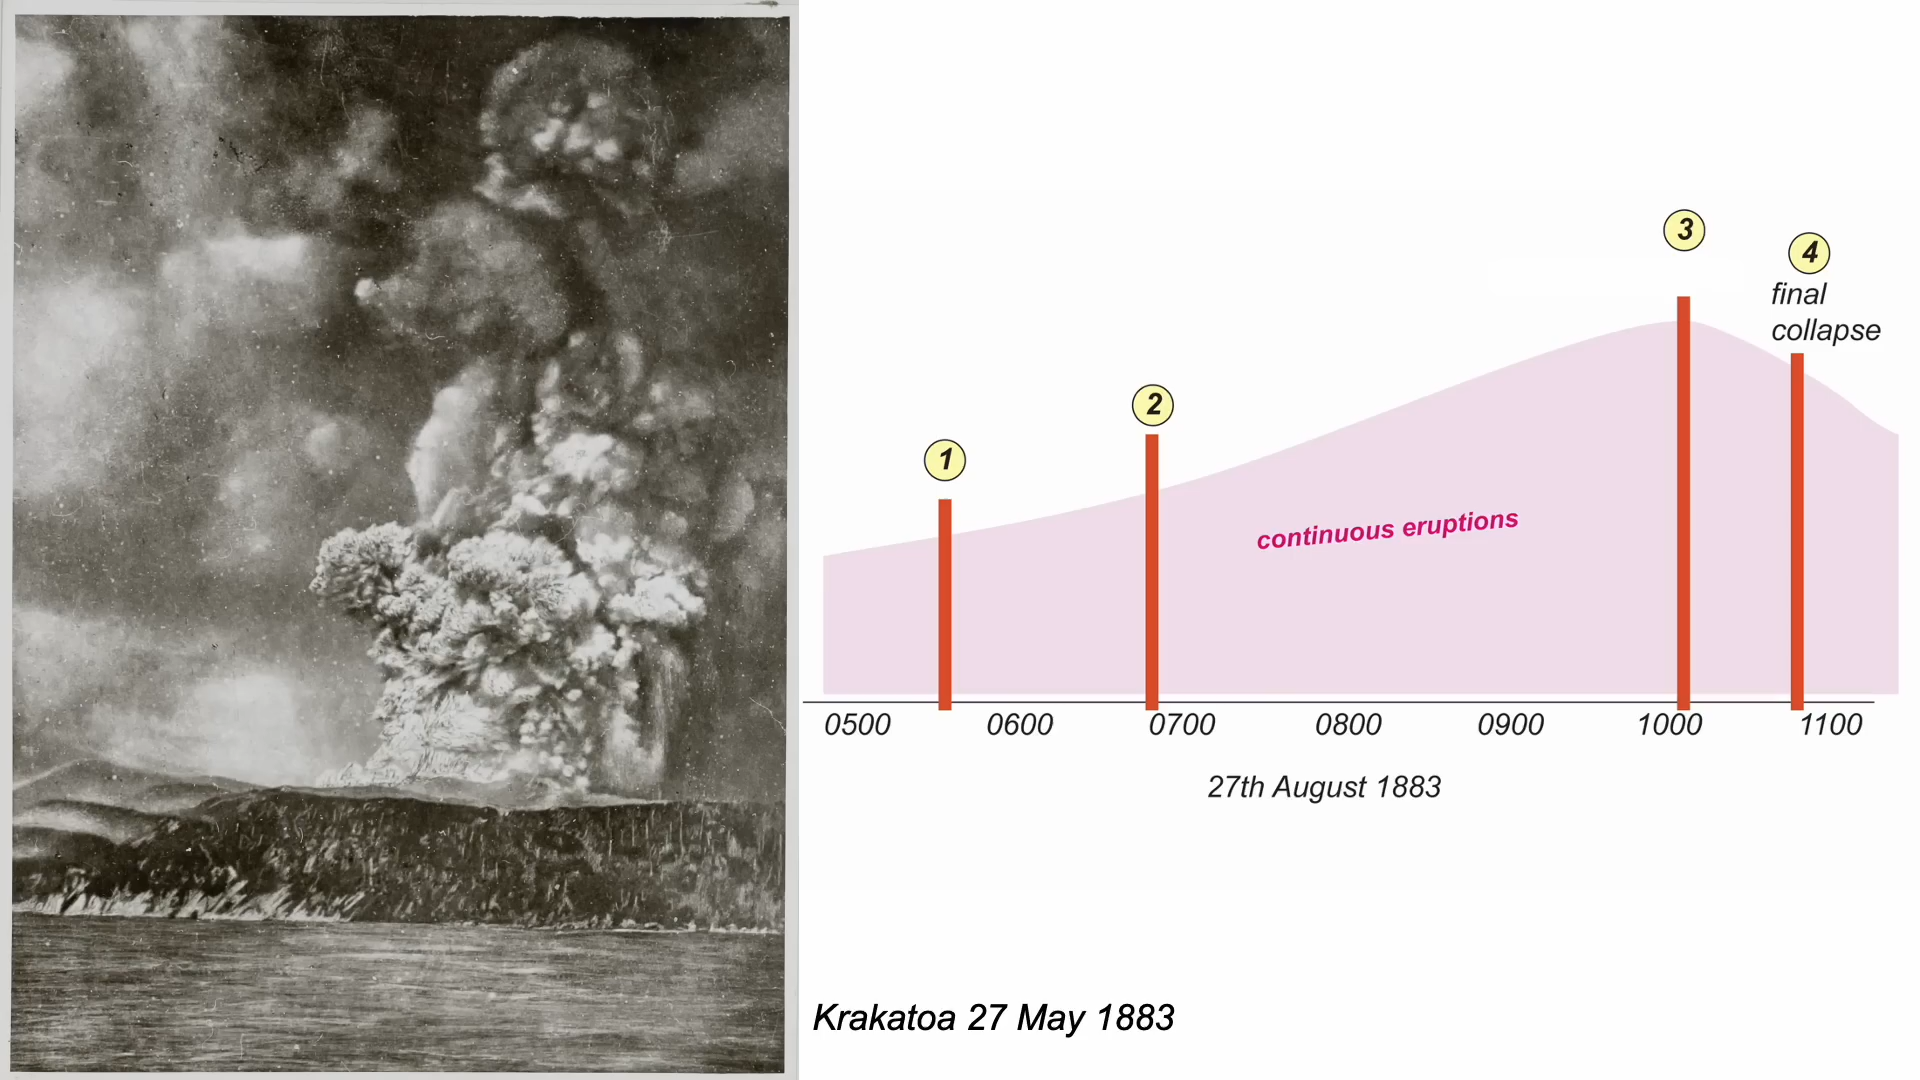 3
4
final
collapse
2
1
continuous eruptions
0500 0600 0700 0800 0900 1000 1100
27th August 1883
Krakatoa 27 May 1883